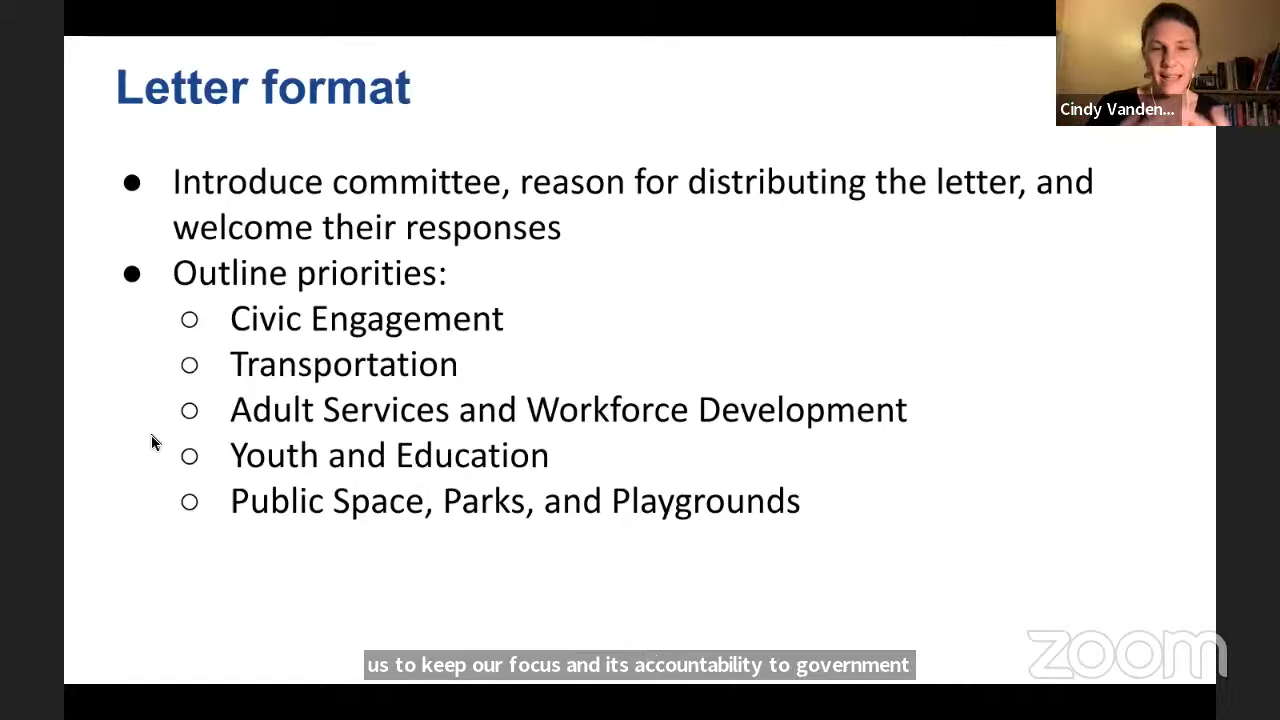 Letter format
Cindy Vanden...
● Introduce committee, reason for distributing the letter, and
welcome their responses
● Outline priorities:
○ Civic Engagement
○ Transportation
○ Adult Services and Workforce Development
○ Youth and Education
○ Public Space, Parks, and Playgrounds
us to keep our focus and its accountability to government
zoom